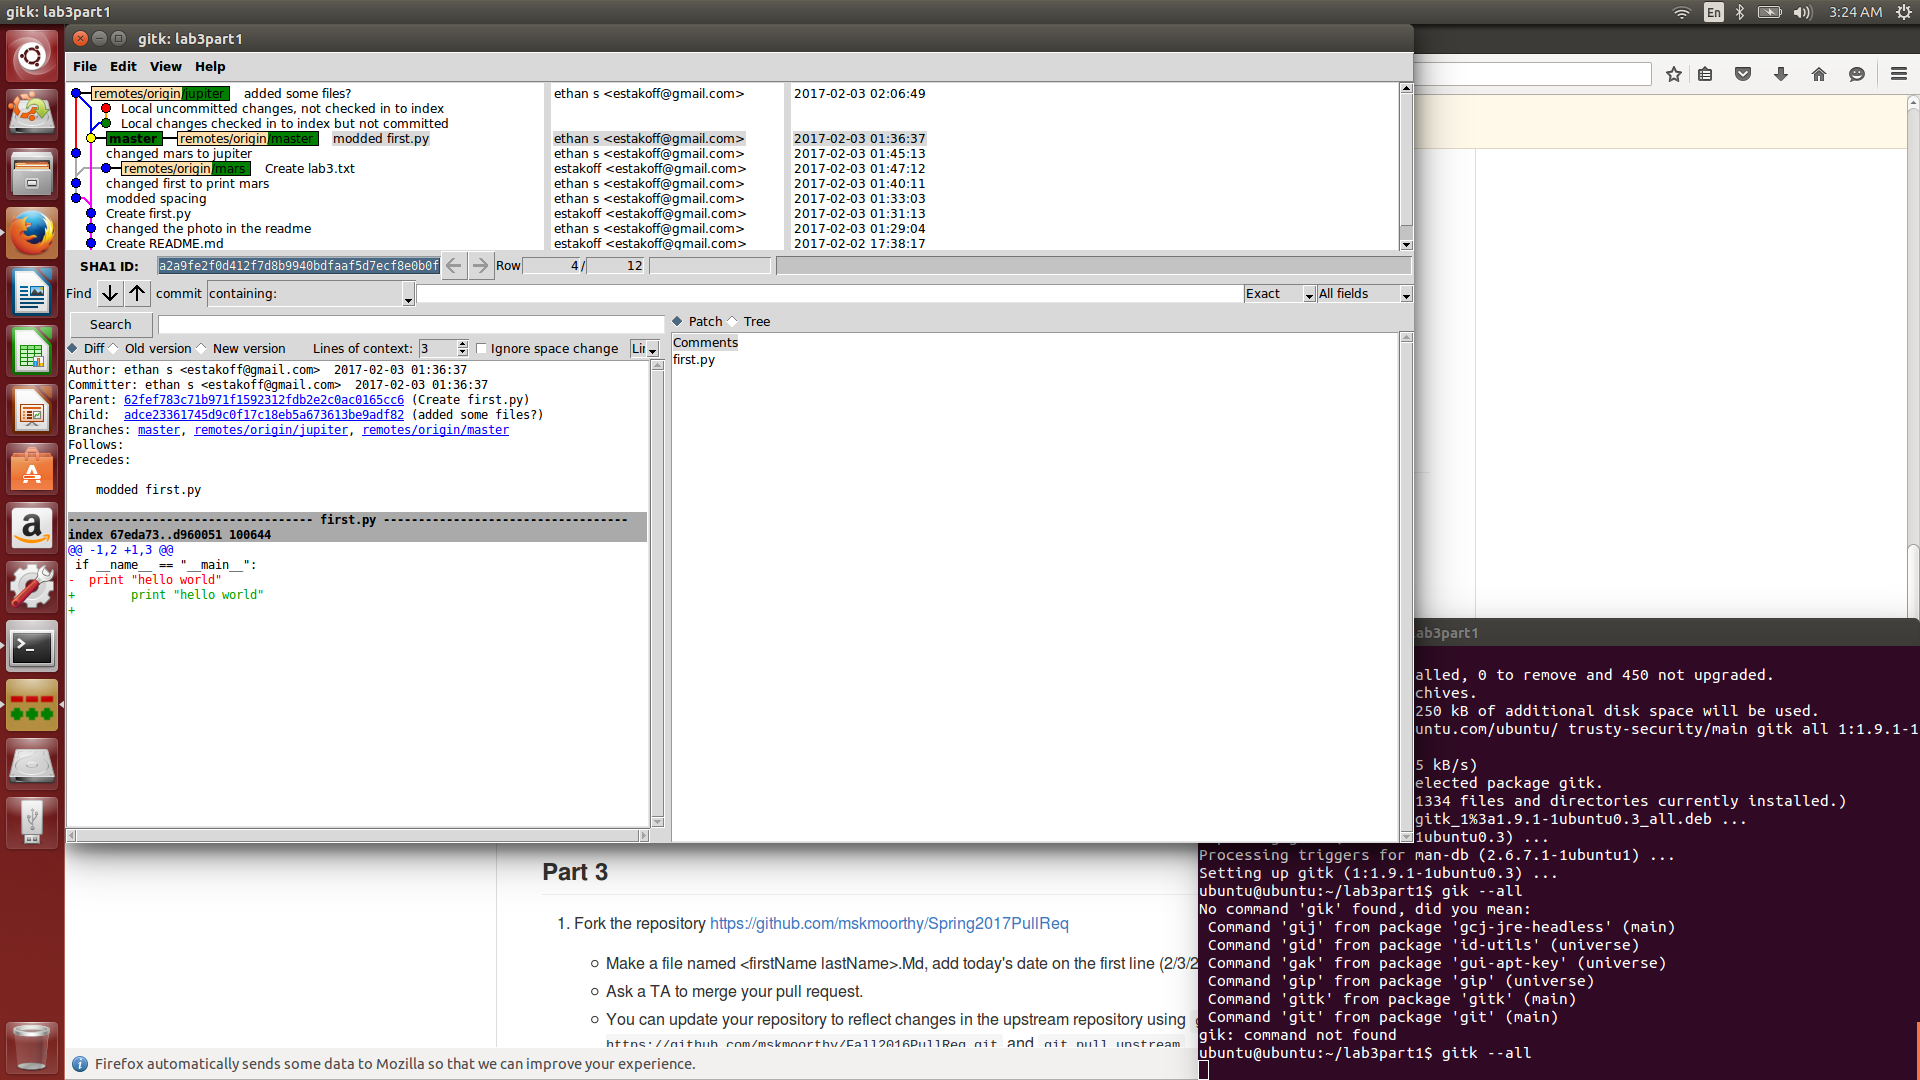 gitk: lab3part1
En
3:24 AM
gitk: lab3part1
File Edit View Help
remotes/origin/jupiter added some files? ethan s <estakoff@gmail.com> 2017-02-03 02:06:49
Local uncommitted changes, not checked in to index
Local changes checked in to index but not committed
master remotes/origin/master modded first.py ethan s <estakoff@gmail.com> 2017-02-03 01:36:37
changed mars to jupiter ethan s <estakoff@gmail.com> 2017-02-03 01:45:13
remotes/origin/mars Create lab3.txt estakoff <estakoff@gmail.com> 2017-02-03 01:47:12
changed first to print mars ethan s <estakoff@gmail.com> 2017-02-03 01:40:11
modded spacing ethan s <estakoff@gmail.com> 2017-02-03 01:33:03
Create first.py estakoff <estakoff@gmail.com> 2017-02-03 01:31:13
changed the photo in the readme ethan s <estakoff@gmail.com> 2017-02-03 01:29:04
Create README.md estakoff <estakoff@gmail.com> 2017-02-02 17:38:17
SHA1 ID: a2a9fe2f0d412f7d8b9940bdfaaf5d7ecf8e0b0f Row 4 / 12
Find commit containing: Exact All fields
Search
Patch Tree
Diff Old version New version Lines of context: 3 Ignore space change
Comments
first.py
Author: ethan s <estakoff@gmail.com> 2017-02-03 01:36:37
Committer: ethan s <estakoff@gmail.com> 2017-02-03 01:36:37
Parent: 62fef783c71b971f1592312fdb2e2c0ac0165cc6 (Create first.py)
Child: adce23361745d9c0f17c18eb5a673613be9adf82 (added some files?)
Branches: master, remotes/origin/jupiter, remotes/origin/master
Follows:
Precedes:
modded first.py
----------------------------------- first.py -----------------------------------
index 67eda73..d960051 100644
@@ -1,2 +1,3 @@
if __name__ == "__main__":
- print "hello world"
+ print "hello world"
+
Part 3
1. Fork the repository https://github.com/mskmoorthy/Spring2017PullReq
Make a file named <firstName lastName>.Md, add today's date on the first line (2/3/2
Ask a TA to merge your pull request.
You can update your repository to reflect changes in the upstream repository using
https://github.com/mskmoorthy/Fall2016PullReq.git and git pull upstream
Firefox automatically sends some data to Mozilla so that we can improve your experience.
lab3part1
alled, 0 to remove and 450 not upgraded.
chives.
250 kB of additional disk space will be used.
untu.com/ubuntu/ trusty-security/main gitk all 1:1.9.1-1
5 kB/s)
elected package gitk.
1334 files and directories currently installed.)
gitk_1%3a1.9.1-1ubuntu0.3_all.deb ...
1ubuntu0.3) ...
Processing triggers for man-db (2.6.7.1-1ubuntu1) ...
Setting up gitk (1:1.9.1-1ubuntu0.3) ...
ubuntu@ubuntu:~/lab3part1$ gik --all
No command 'gik' found, did you mean:
Command 'gij' from package 'gcj-jre-headless' (main)
Command 'gid' from package 'id-utils' (universe)
Command 'gak' from package 'gui-apt-key' (universe)
Command 'gip' from package 'gip' (universe)
Command 'gitk' from package 'gitk' (main)
Command 'git' from package 'git' (main)
gik: command not found
ubuntu@ubuntu:~/lab3part1$ gitk --all